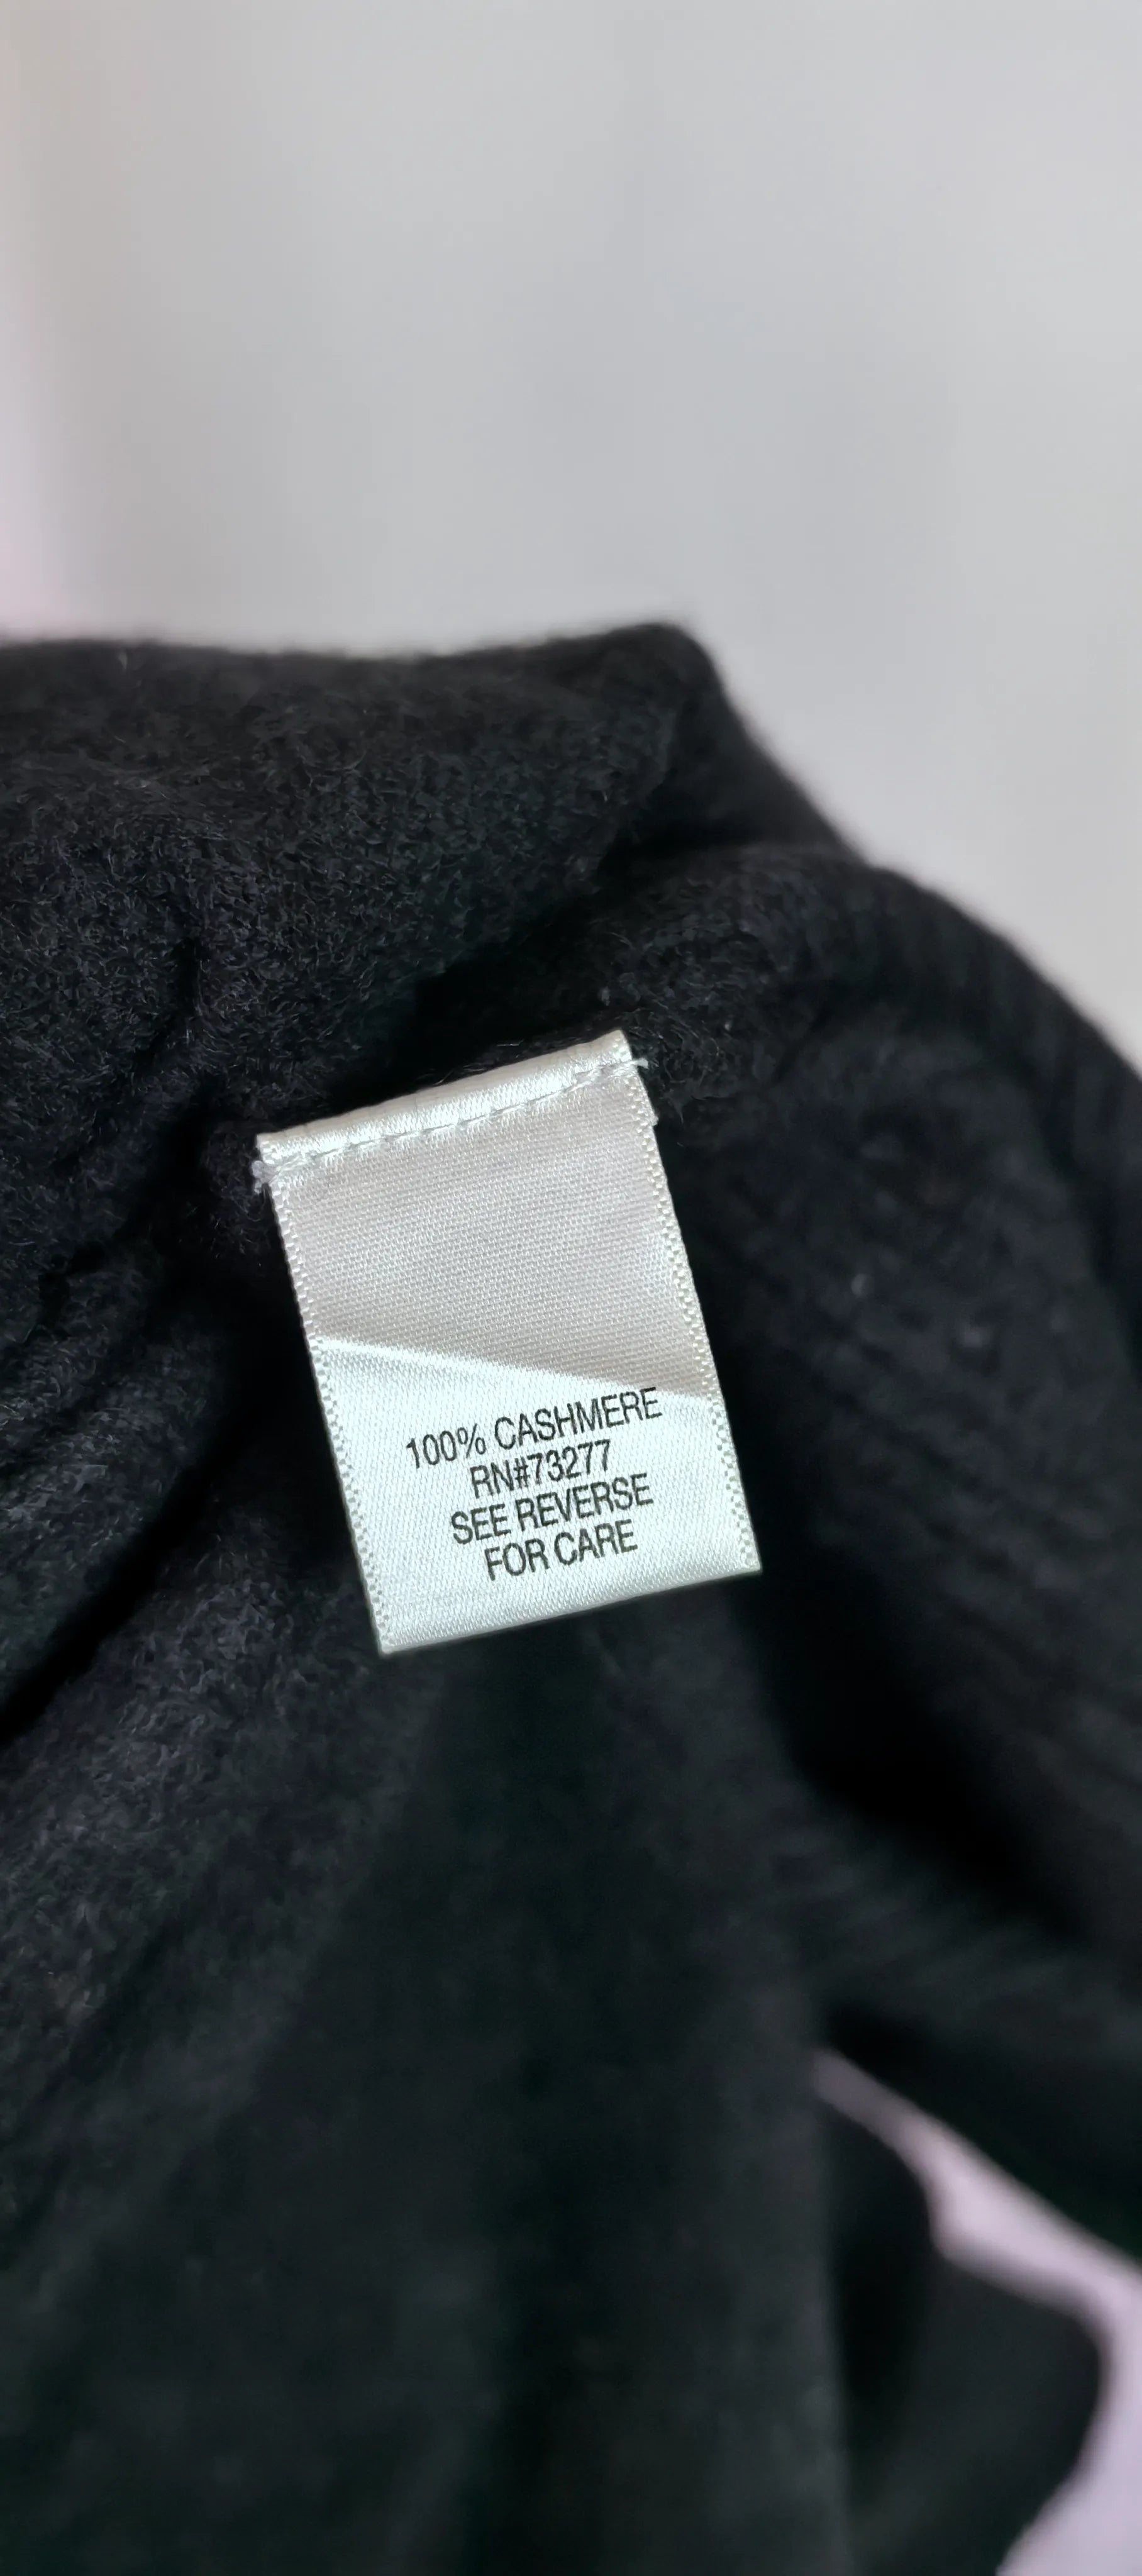 100% CASHMERE
RN#73277
SEE REVERSE
FOR CARE